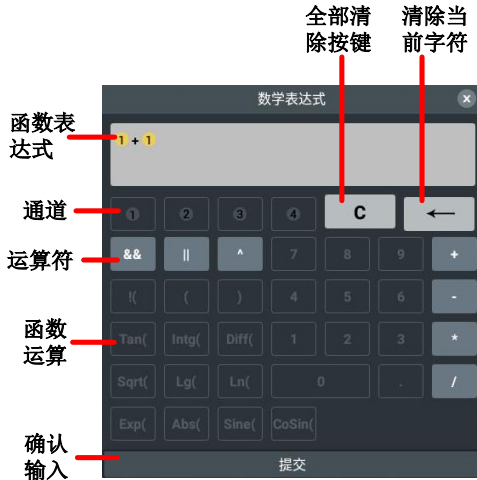 全部清
除按键
清除当
前字符
数学表达式
×
函数表
达式
1 + 1
通道
1 2 3 4 C ←
运算符
&& || ^ 7 8 9 +
!( ( ) 4 5 6 -
函数
运算
Tan( Intg( Diff( 1 2 3 *
Sqrt( Lg( Ln( 0 . /
Exp( Abs( Sine( CoSin(
确认
输入
提交